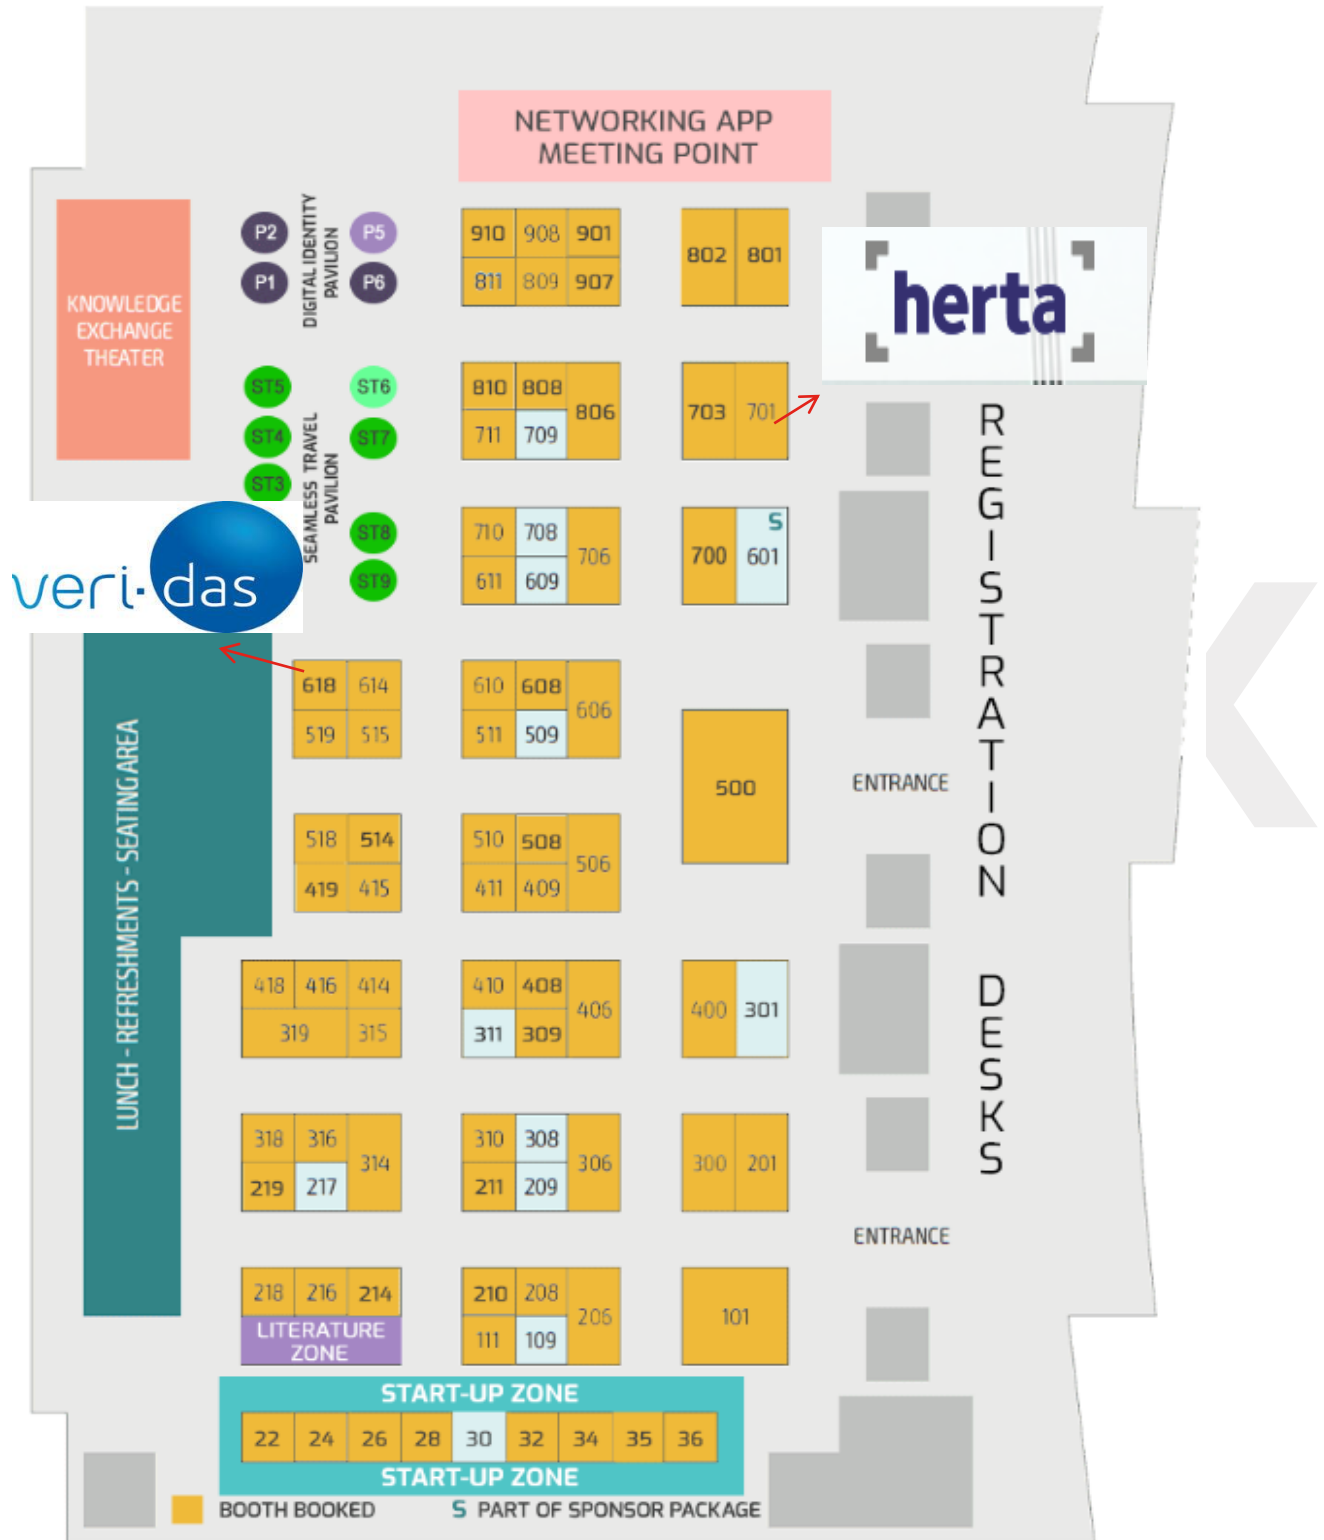 NETWORKING APP
MEETING POINT
KNOWLEDGE
EXCHANGE
THEATER
P2
P1
DIGITAL IDENTITY
PAVILION
P5
P6
910 908 901
811 809 907
802 801
herta
ST5
ST4
ST3
SEAMLESS TRAVEL
PAVILION
ST6
ST7
ST8
ST9
810 808 806
711 709
703 701
veri.das
710 708 706
611 609
700 S 601
618 614
519 515
610 608 606
511 509
500
ENTRANCE
REGISTRATION DESKS
LUNCH - REFRESHMENTS - SEATING AREA
518 514
419 415
510 508 506
411 409
418 416 414
319 315
410 408 406
311 309
400 301
318 316 314
219 217
310 308 306
211 209
300 201
ENTRANCE
218 216 214
LITERATURE
ZONE
210 208 206
111 109
101
START-UP ZONE
22 24 26 28 30 32 34 35 36
START-UP ZONE
BOOTH BOOKED
S PART OF SPONSOR PACKAGE